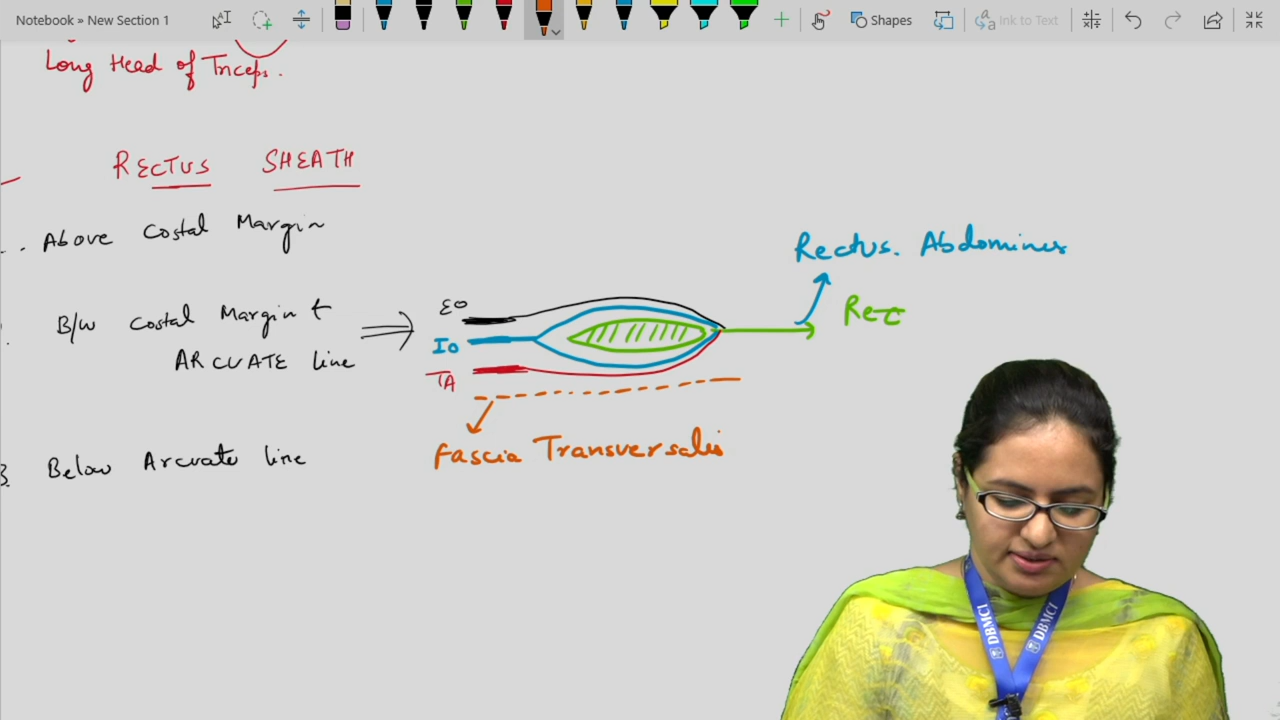 Notebook » New Section 1
Shapes
Ink to Text
Long Head of Triceps.
RECTUS SHEATH
Above Costal Margin
B/W Costal Margin &
ARCUATE line
Below Arcuate line
EO
IO
TA
Rectus. Abdominis
Rec
Fascia Transversalis
DBMCI
DBMCI